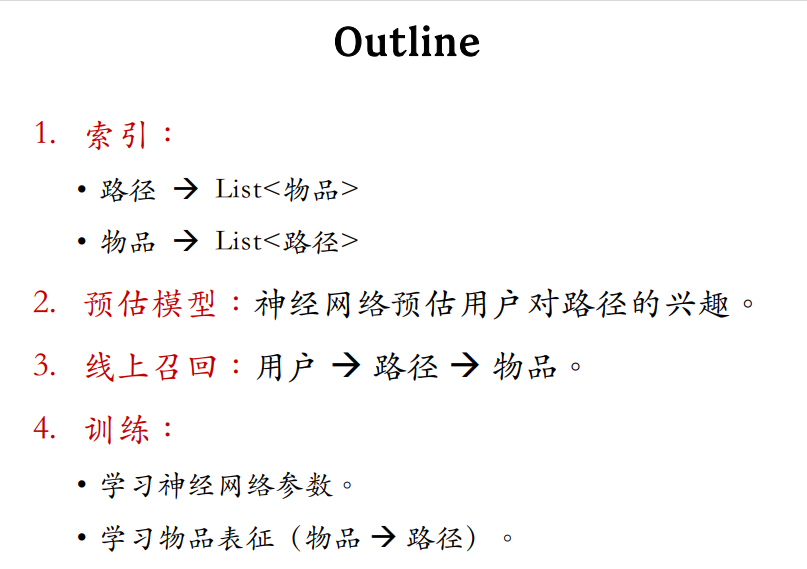 Outline
1. 索引：
• 路径 → List<物品>
• 物品 → List<路径>
2. 预估模型：神经网络预估用户对路径的兴趣。
3. 线上召回：用户 → 路径 → 物品。
4. 训练：
• 学习神经网络参数。
• 学习物品表征（物品 → 路径）。